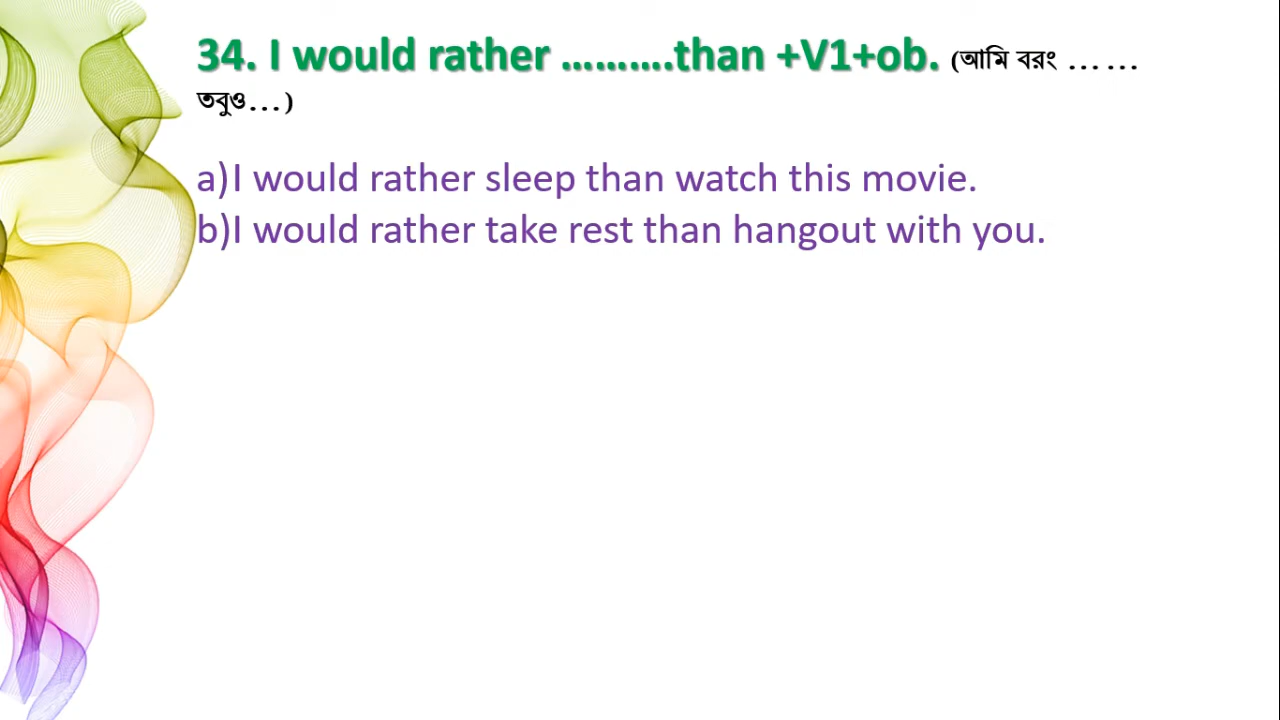 34. I would rather ……….than +V1+ob. (আমি বরং ... ...
তবুও...)
a)I would rather sleep than watch this movie.
b)I would rather take rest than hangout with you.